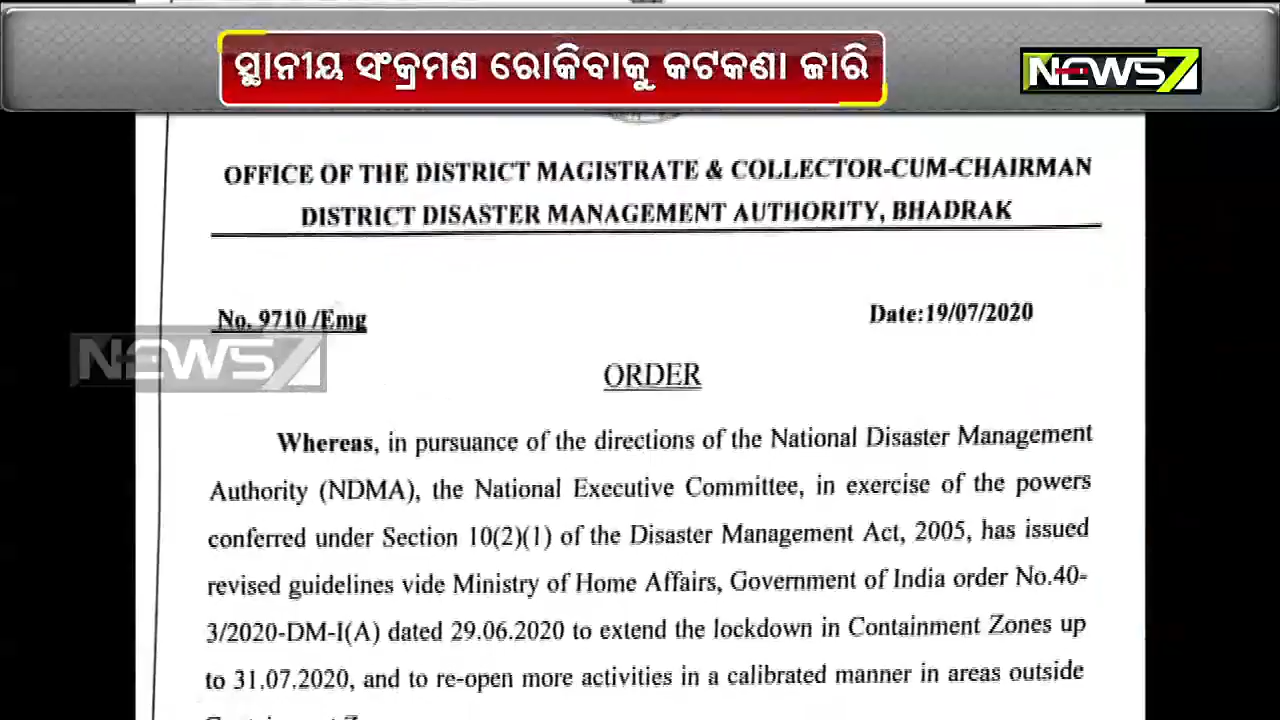 ସ୍ଥାନୀୟ ସଂକ୍ରମଣ ରୋକିବାକୁ କଟକଣା ଜାରି
NEWS7
OFFICE OF THE DISTRICT MAGISTRATE & COLLECTOR-CUM-CHAIRMAN
DISTRICT DISASTER MANAGEMENT AUTHORITY, BHADRAK
No. 9710 /Emg
Date:19/07/2020
NEWS7
ORDER
Whereas, in pursuance of the directions of the National Disaster Management
Authority (NDMA), the National Executive Committee, in exercise of the powers
conferred under Section 10(2)(1) of the Disaster Management Act, 2005, has issued
revised guidelines vide Ministry of Home Affairs, Government of India order No.40-
3/2020-DM-I(A) dated 29.06.2020 to extend the lockdown in Containment Zones up
to 31.07.2020, and to re-open more activities in a calibrated manner in areas outside